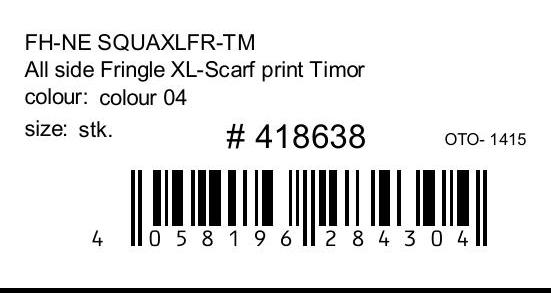 FH-NE SQUAXLFR-TM
All side Fringle XL-Scarf print Timor
colour: colour 04
size: stk.
# 418638 OTO- 1415
4 058196 284304